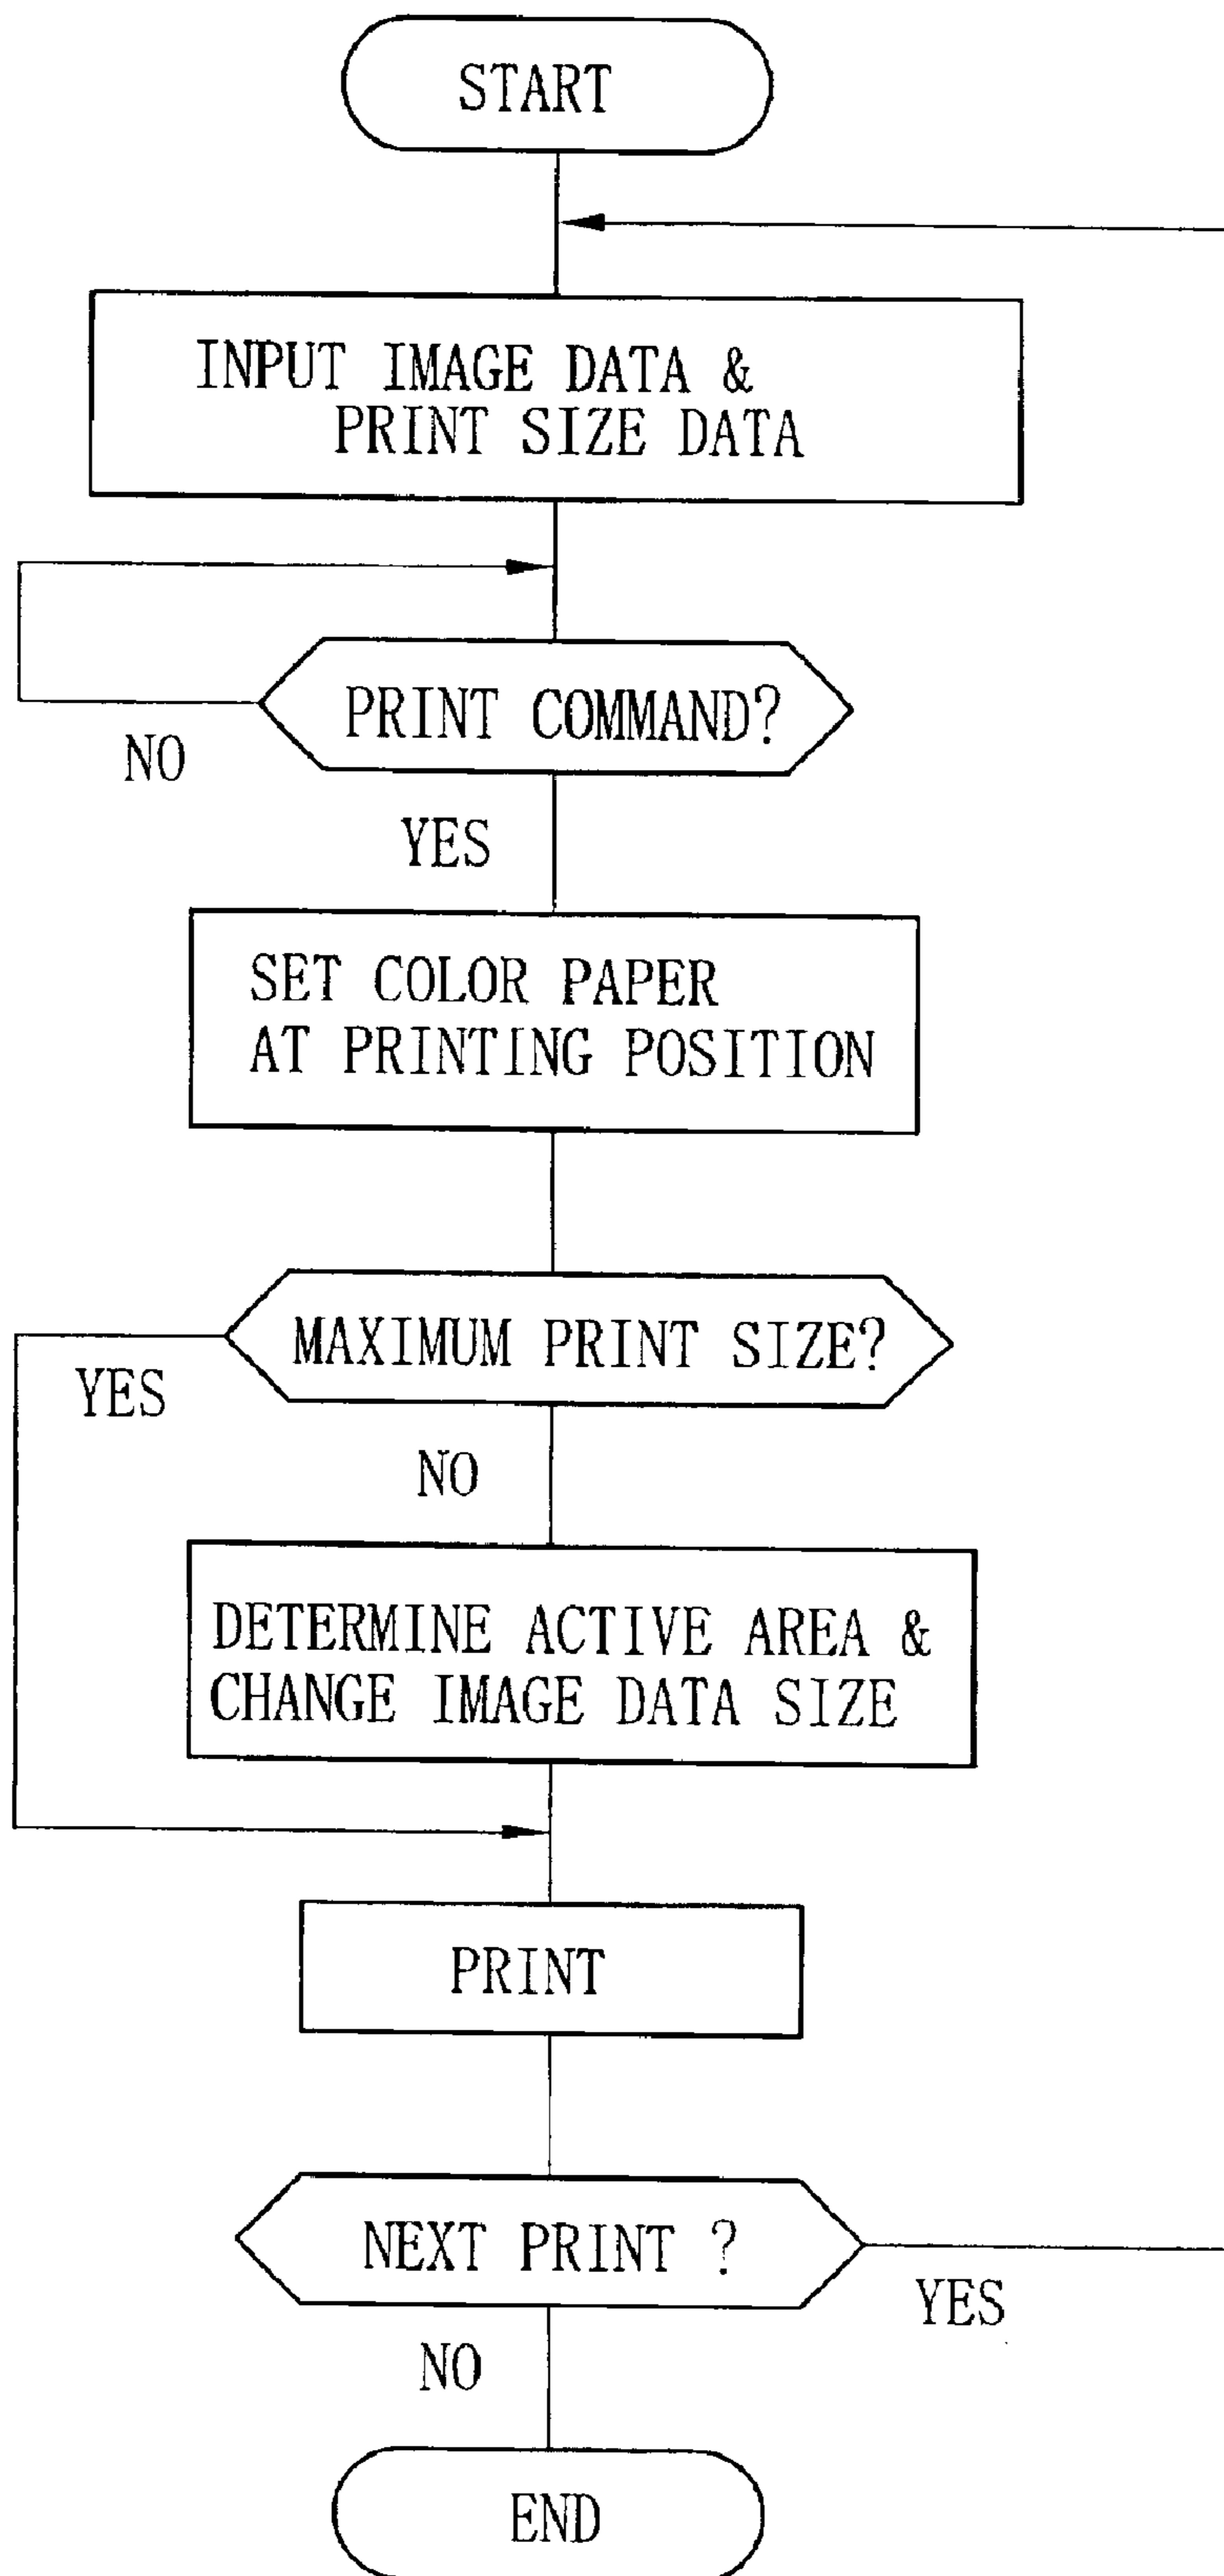 START
INPUT IMAGE DATA &
PRINT SIZE DATA
PRINT COMMAND?
NO
YES
SET COLOR PAPER
AT PRINTING POSITION
MAXIMUM PRINT SIZE?
YES
NO
DETERMINE ACTIVE AREA &
CHANGE IMAGE DATA SIZE
PRINT
NEXT PRINT ?
YES
NO
END